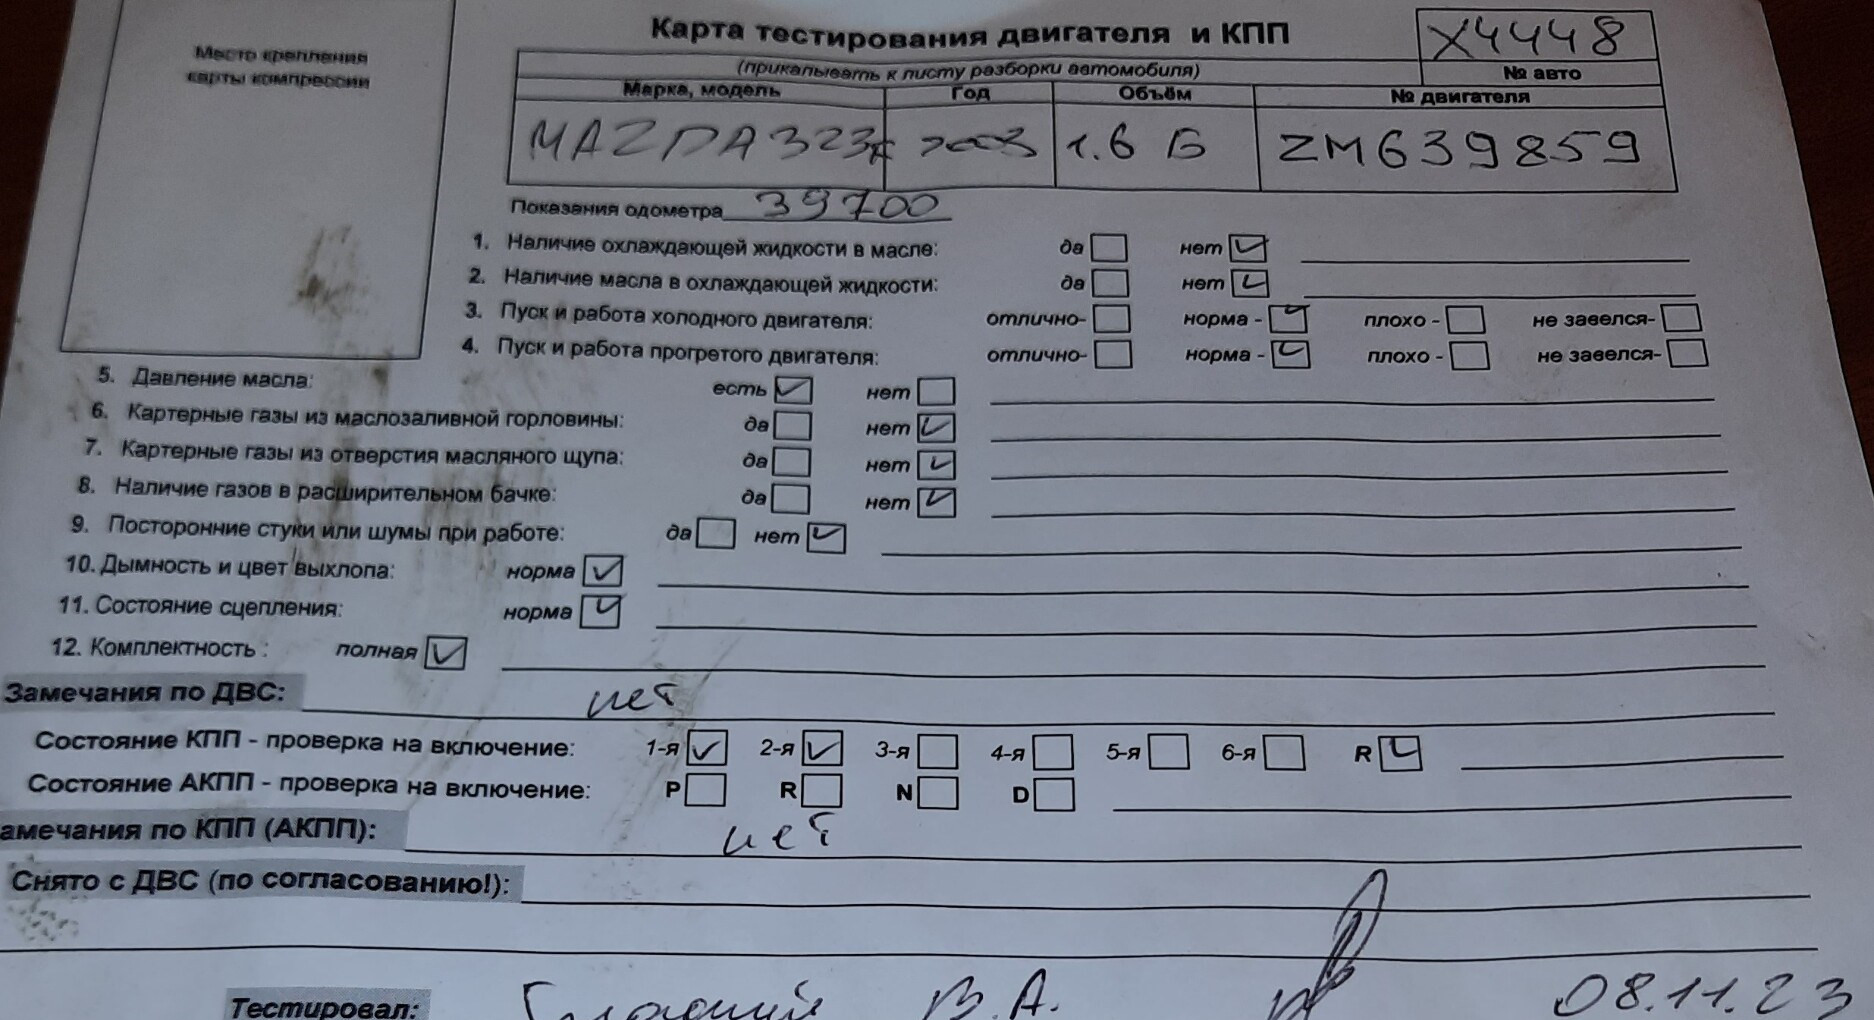 Место крепления
карты компрессии
Карта тестирования двигателя и КПП
X4448
(прикалывать к листу разборки автомобиля)
№ авто
Марка, модель Год Объём № двигателя
MAZDA 323F 2003 1.6 Б ZM639859
Показания одометра 39700
1. Наличие охлаждающей жидкости в масле: да нет
2. Наличие масла в охлаждающей жидкости: да нет
3. Пуск и работа холодного двигателя: отлично- норма - плохо - не завелся-
4. Пуск и работа прогретого двигателя: отлично- норма - плохо - не завелся-
5. Давление масла: есть нет
6. Картерные газы из маслозаливной горловины: да нет
7. Картерные газы из отверстия масляного щупа: да нет
8. Наличие газов в расширительном бачке: да нет
9. Посторонние стуки или шумы при работе: да нет
10. Дымность и цвет выхлопа: норма
11. Состояние сцепления: норма
12. Комплектность : полная
Замечания по ДВС: нет
Состояние КПП - проверка на включение: 1-я 2-я 3-я 4-я 5-я 6-я R
Состояние АКПП - проверка на включение: P R N D
амечания по КПП (АКПП): нет
Снято с ДВС (по согласованию!):
Тестировал: В.А. 08.11.23